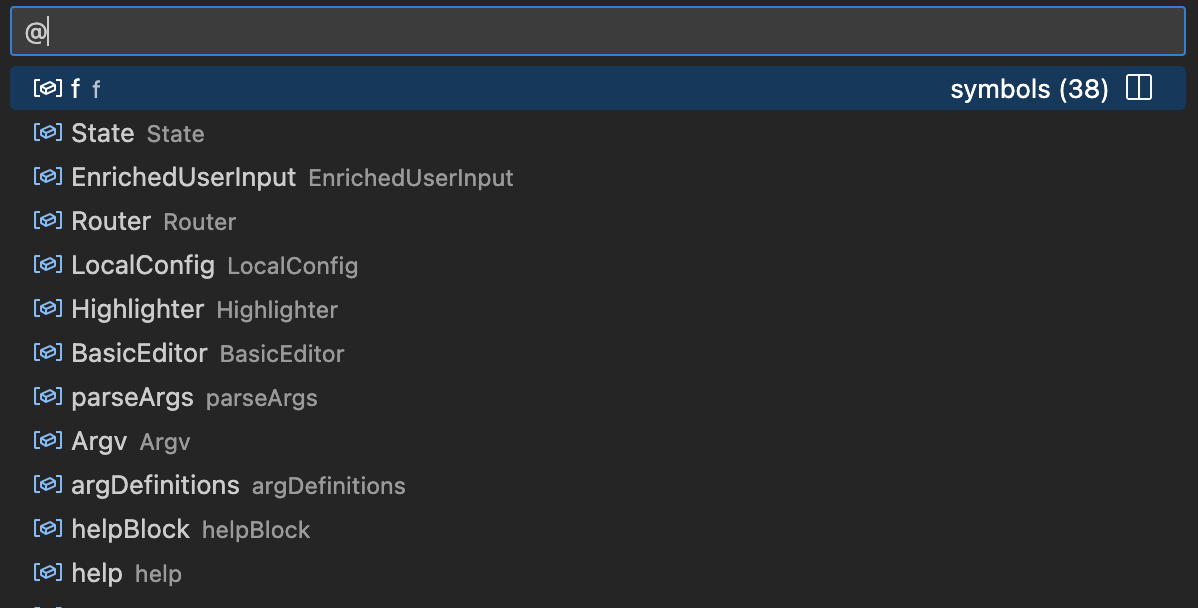 @
f f symbols (38)
State State
EnrichedUserInput EnrichedUserInput
Router Router
LocalConfig LocalConfig
Highlighter Highlighter
BasicEditor BasicEditor
parseArgs parseArgs
Argv Argv
argDefinitions argDefinitions
helpBlock helpBlock
help help